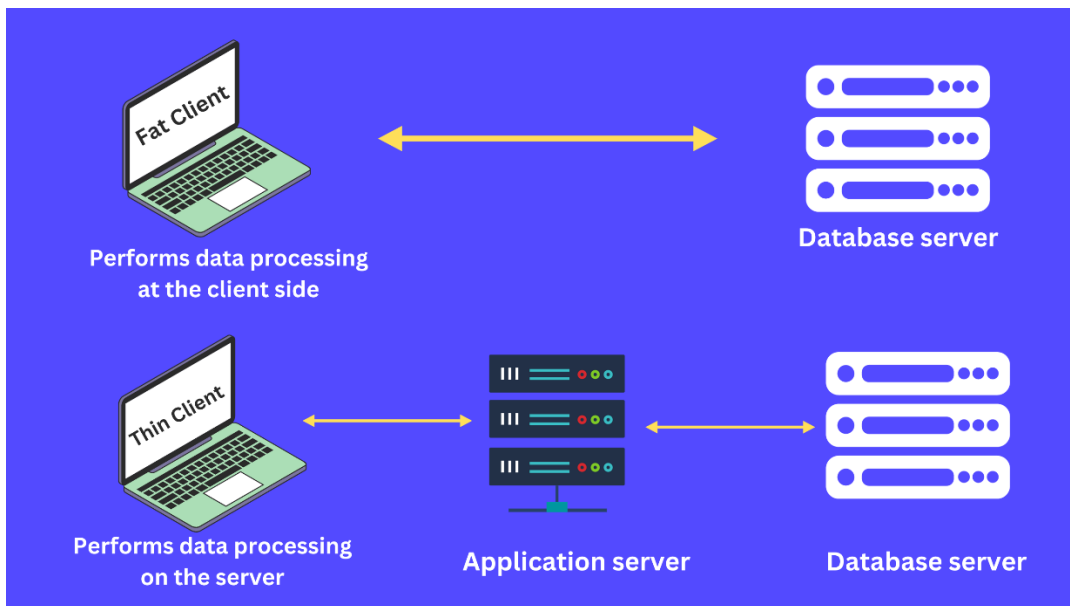 Fat Client
Performs data processing
at the client side
Database server
Thin Client
Performs data processing
on the server
Application server
Database server